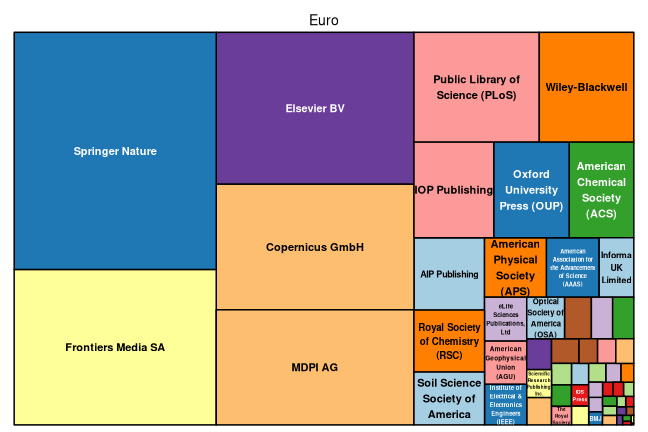 Euro
Springer Nature
Frontiers Media SA
Elsevier BV
Copernicus GmbH
MDPI AG
Public Library of
Science (PLoS)
Wiley-Blackwell
IOP Publishing
Oxford
University
Press (OUP)
American
Chemical
Society
(ACS)
AIP Publishing
American
Physical
Society
(APS)
American
Association for
the Advancement
of Science
(AAAS)
Informa
UK
Limited
Royal Society
of Chemistry
(RSC)
Soil Science
Society of
America
eLife
Sciences
Publications,
Ltd
Optical
Society of
America
(OSA)
American
Geophysical
Union
(AGU)
Institute of
Electrical &
Electronics
Engineers
(IEEE)
Scientific
Research
Publishing
Inc.
IOS
Press
The
Royal
Society
BMJ